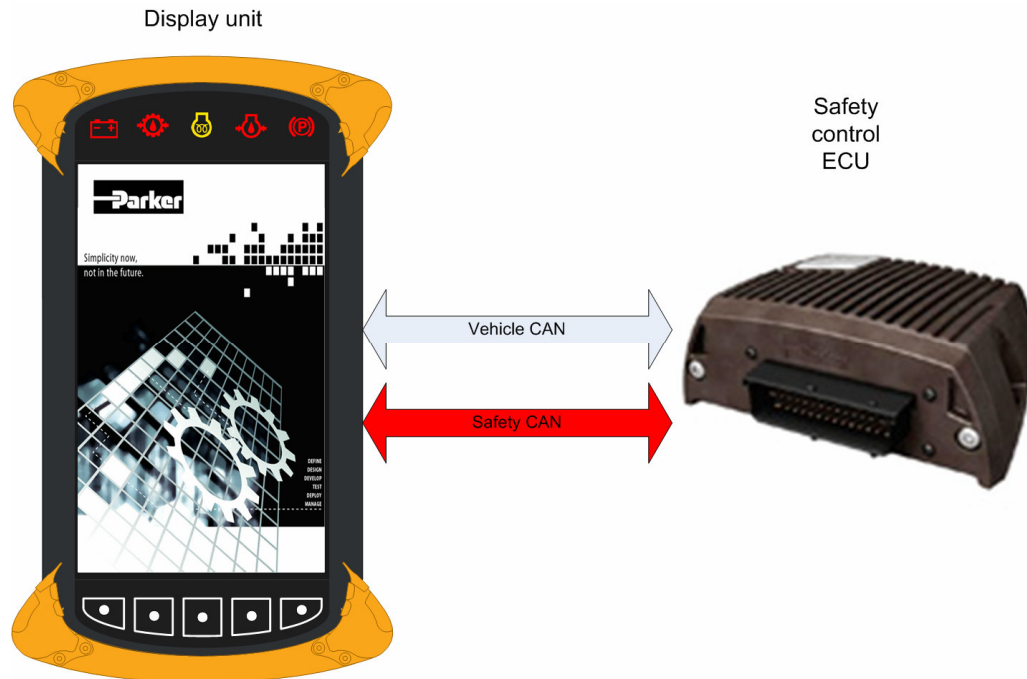 Display unit
Safety
control
ECU
Parker
Simplicity now,
not in the future.
Vehicle CAN
Safety CAN
DEFINE
DESIGN
DEVELOP
TEST
DEPLOY
MANAGE
P